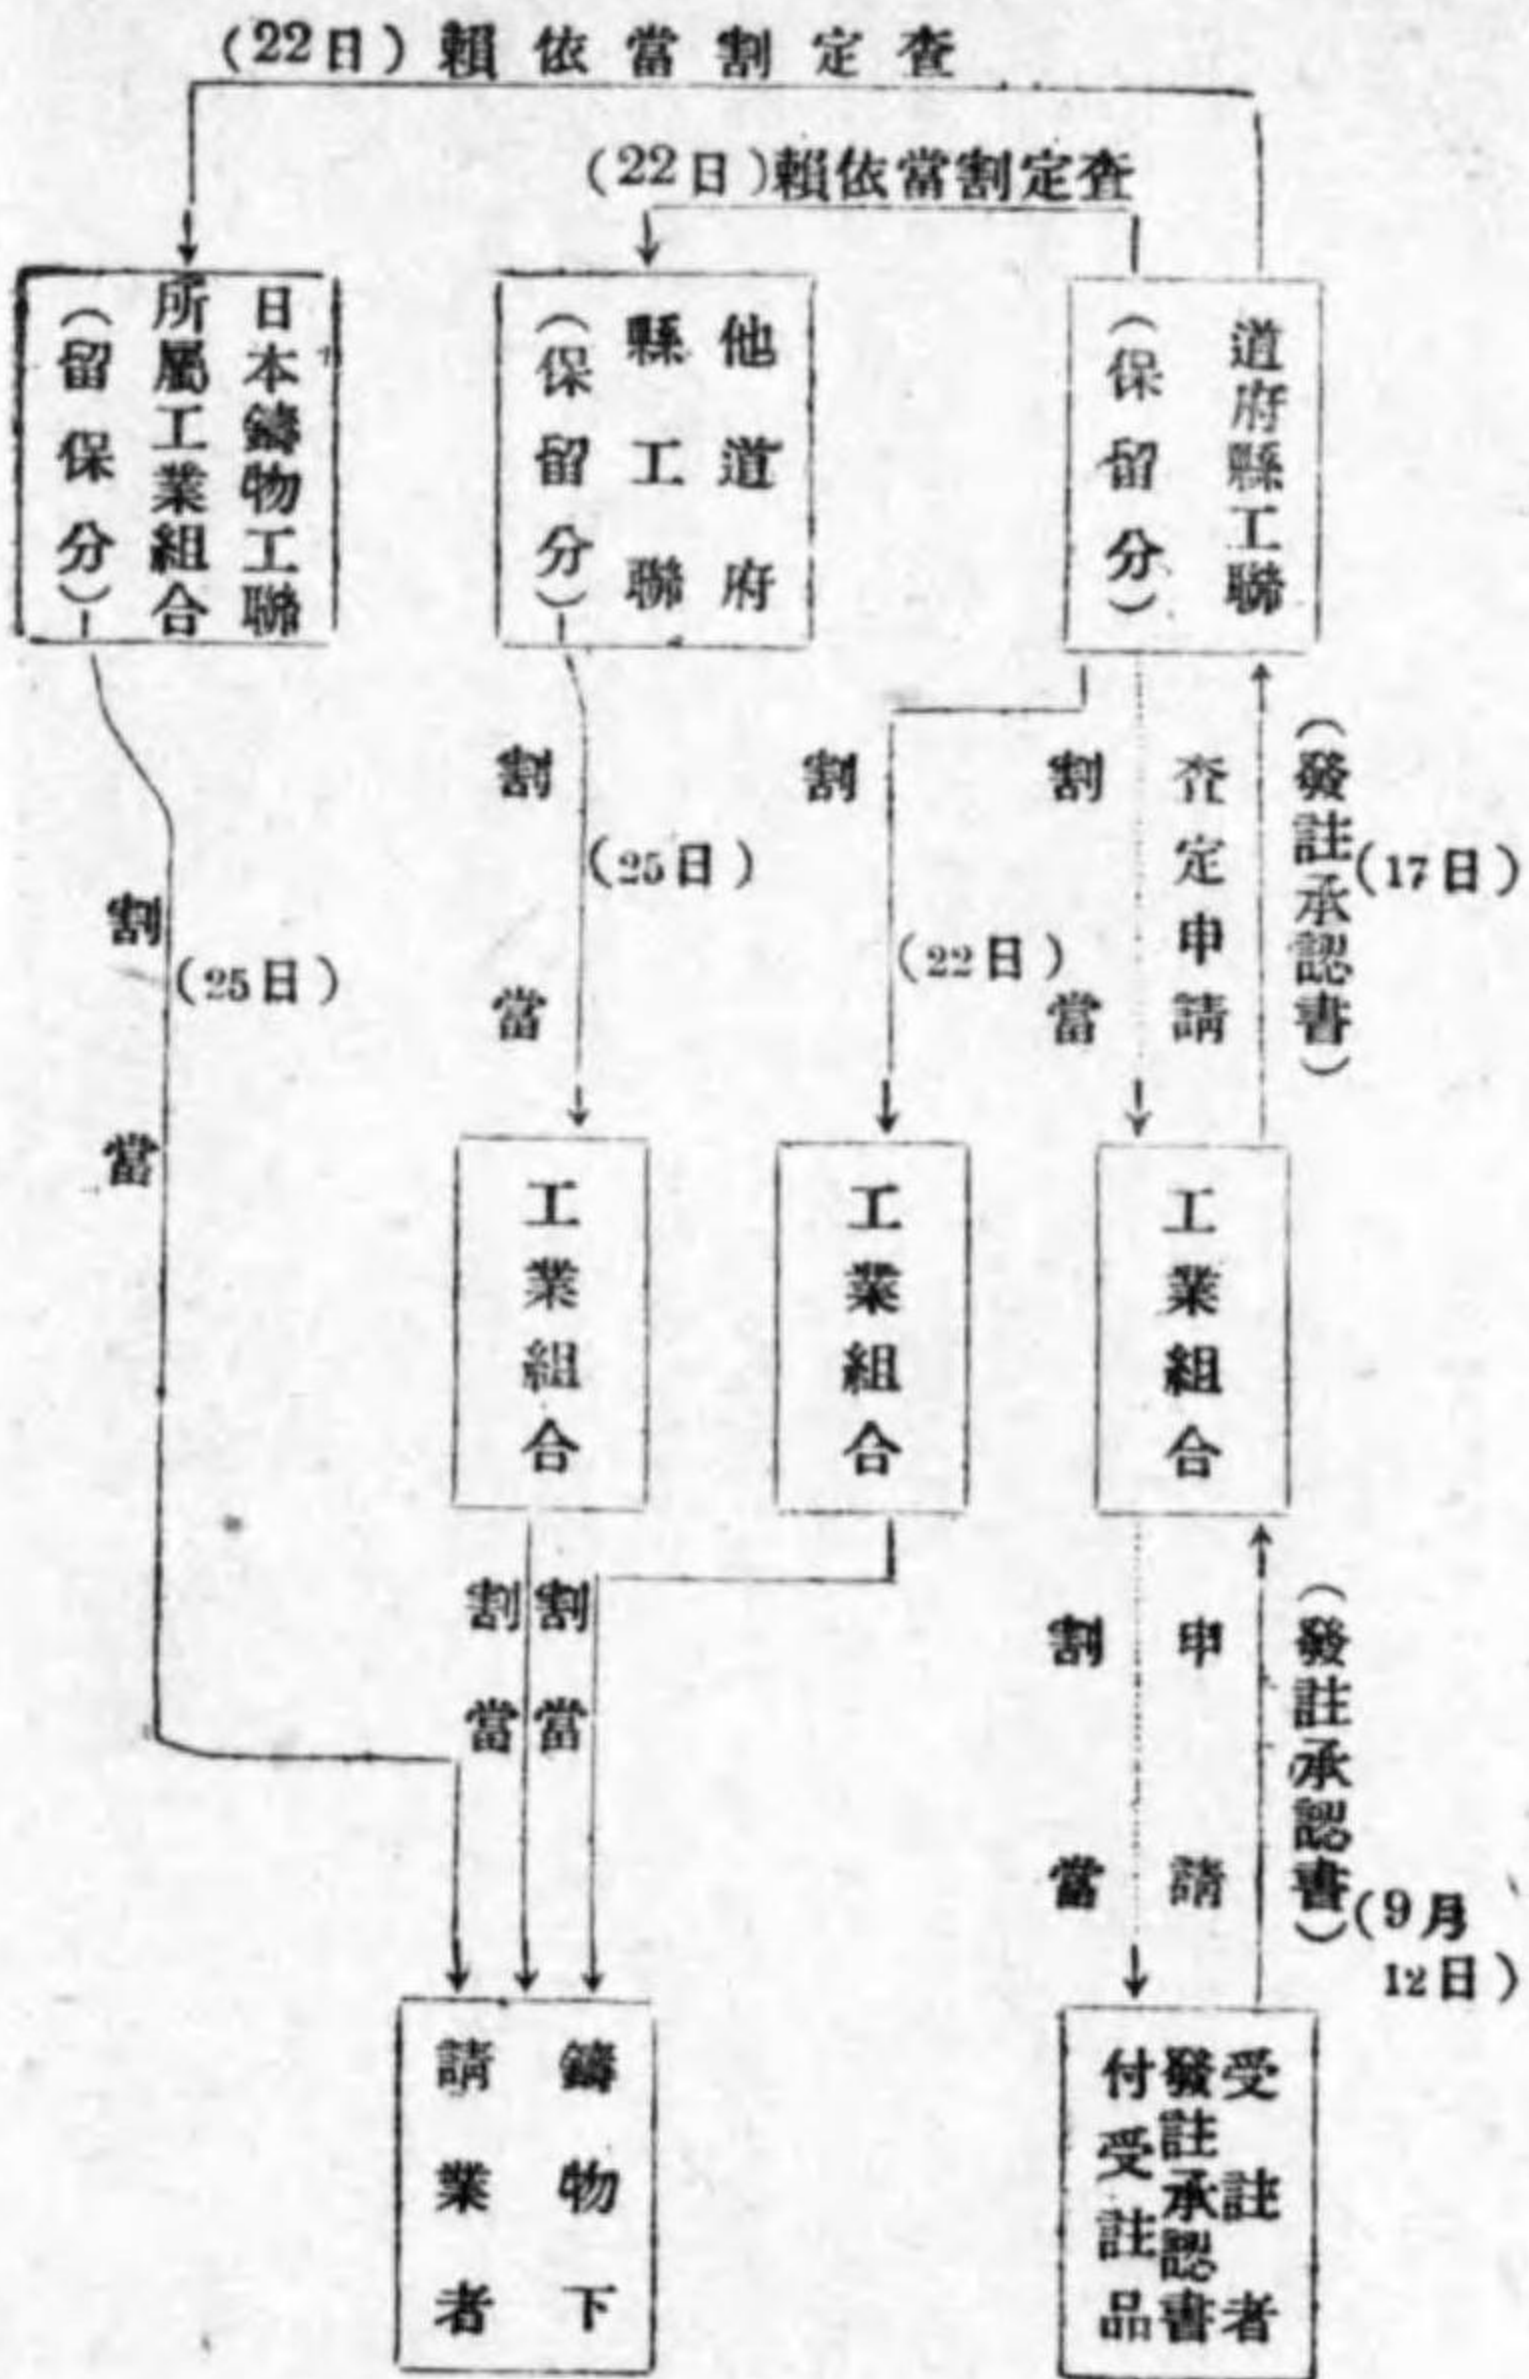 (22日)賴依當割定查
(22日)賴依當割定查
道府縣工聯
(保留分)
他道府
縣工聯
(保留分)
日本鑄物工聯
所屬工業組合
(留保分)
(發註承認書)
(17日)
查定申請
割當
割
(22日)
割當
(25日)
割當
(25日)
工業組合
工業組合
工業組合
(發註承認書)
(9月
12日)
申請
割當
割當
割當
受註者
發註承認書
付受註品
鑄物下
請業者